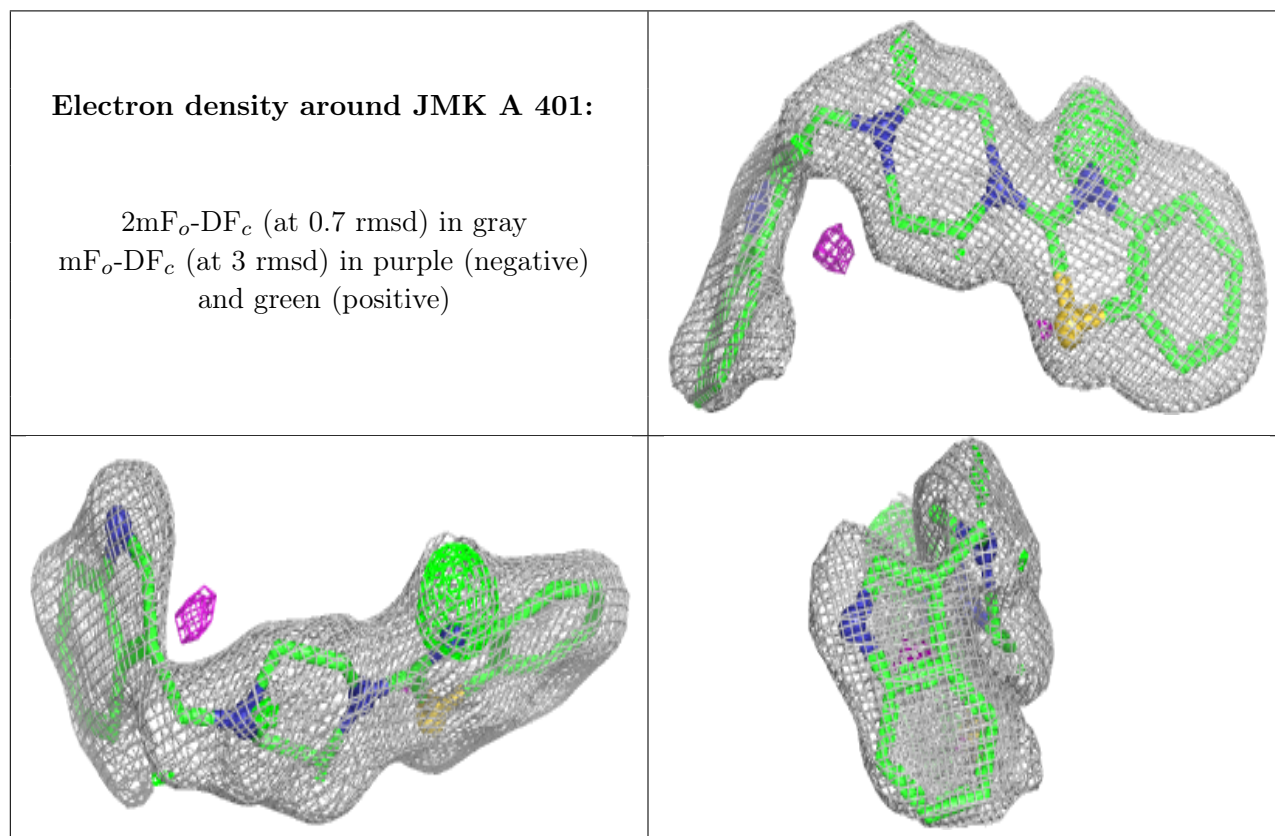 Electron density around JMK A 401:
2mFo-DFc (at 0.7 rmsd) in gray
mFo-DFc (at 3 rmsd) in purple (negative)
and green (positive)